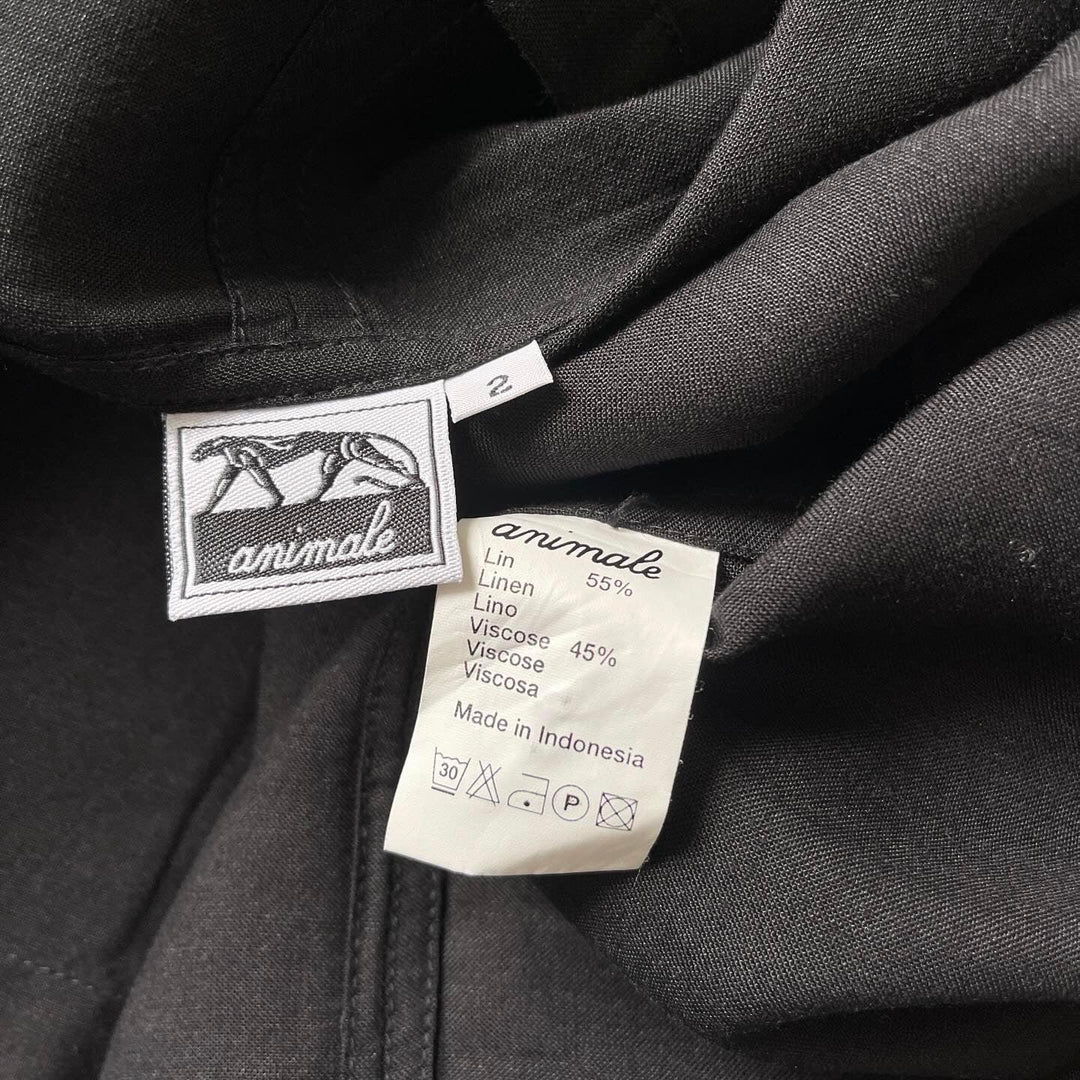 2
animale
animale
Lin 55%
Linen
Lino
Viscose 45%
Viscose
Viscosa
Made in Indonesia
30
P